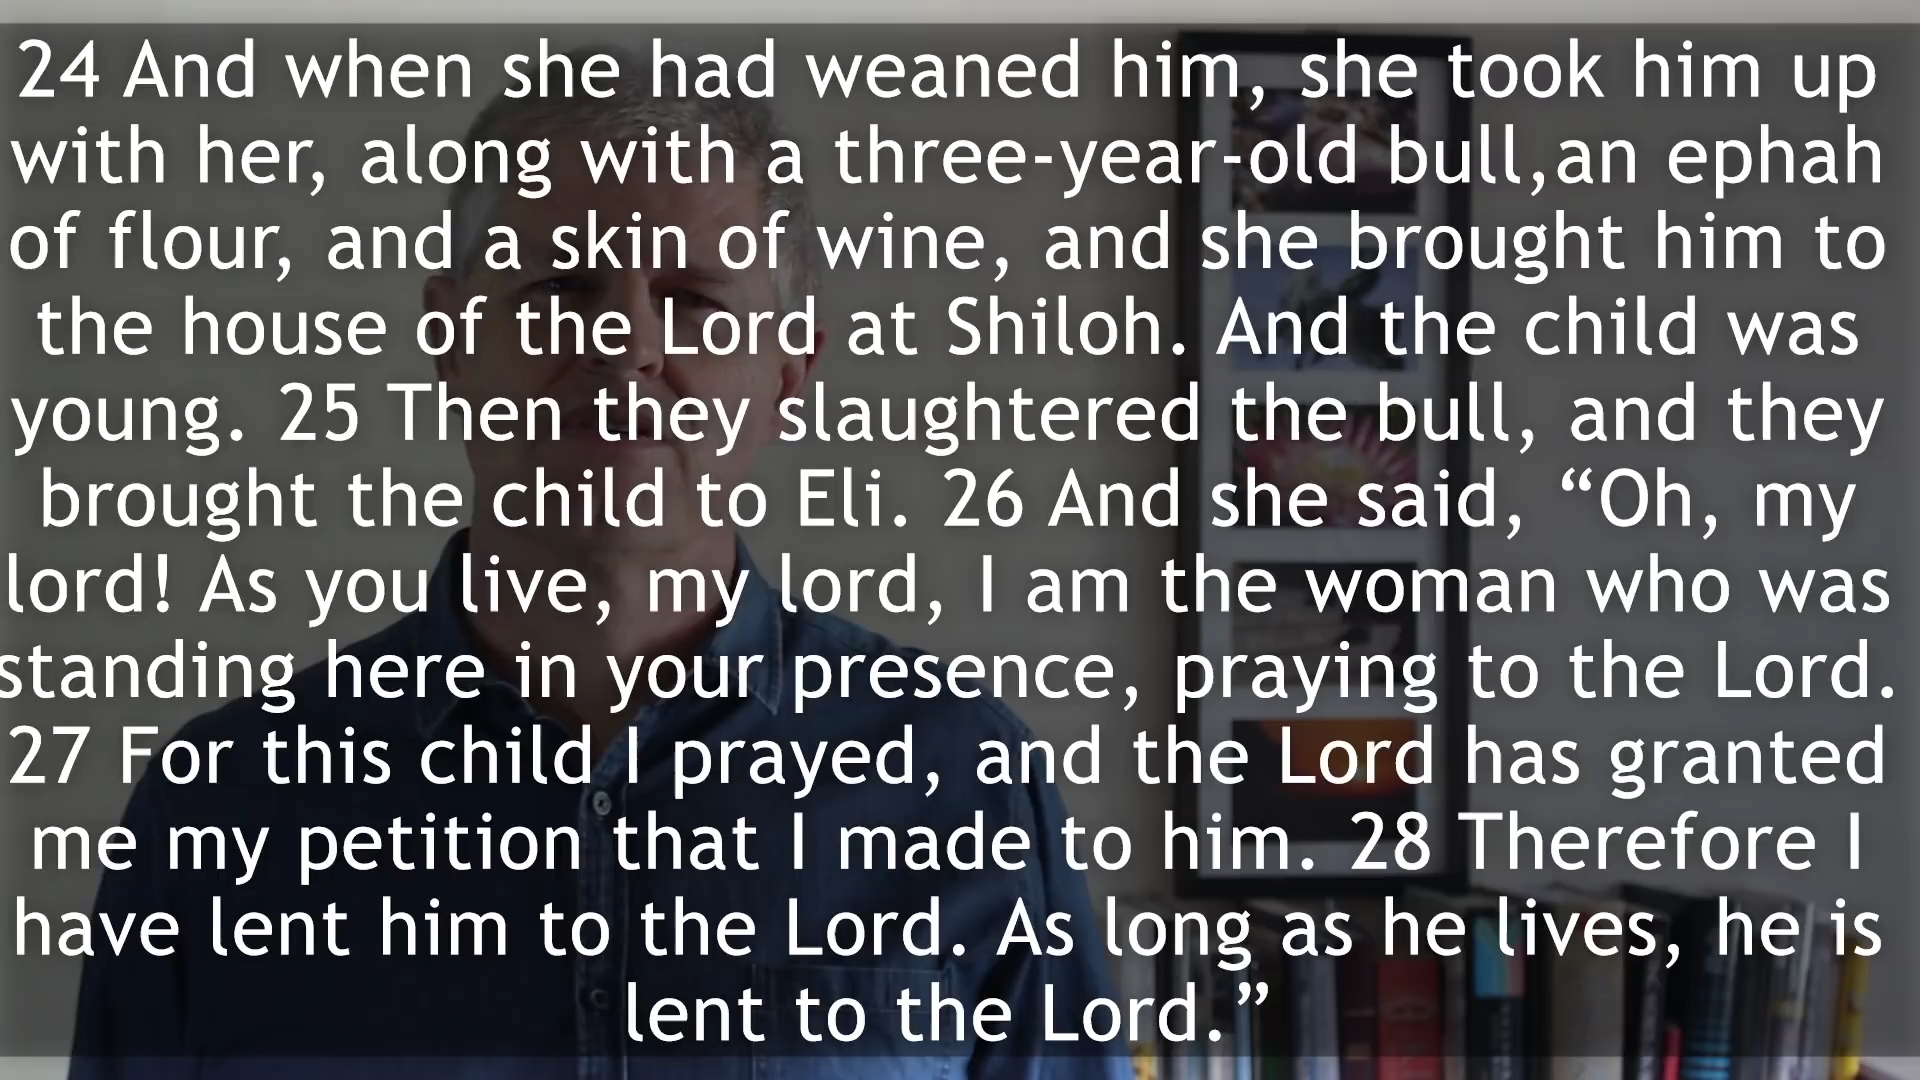 24 And when she had weaned him, she took him up
with her, along with a three-year-old bull,an ephah
of flour, and a skin of wine, and she brought him to
the house of the Lord at Shiloh. And the child was
young. 25 Then they slaughtered the bull, and they
brought the child to Eli. 26 And she said, “Oh, my
lord! As you live, my lord, I am the woman who was
standing here in your presence, praying to the Lord.
27 For this child I prayed, and the Lord has granted
me my petition that I made to him. 28 Therefore I
have lent him to the Lord. As long as he lives, he is
lent to the Lord.”